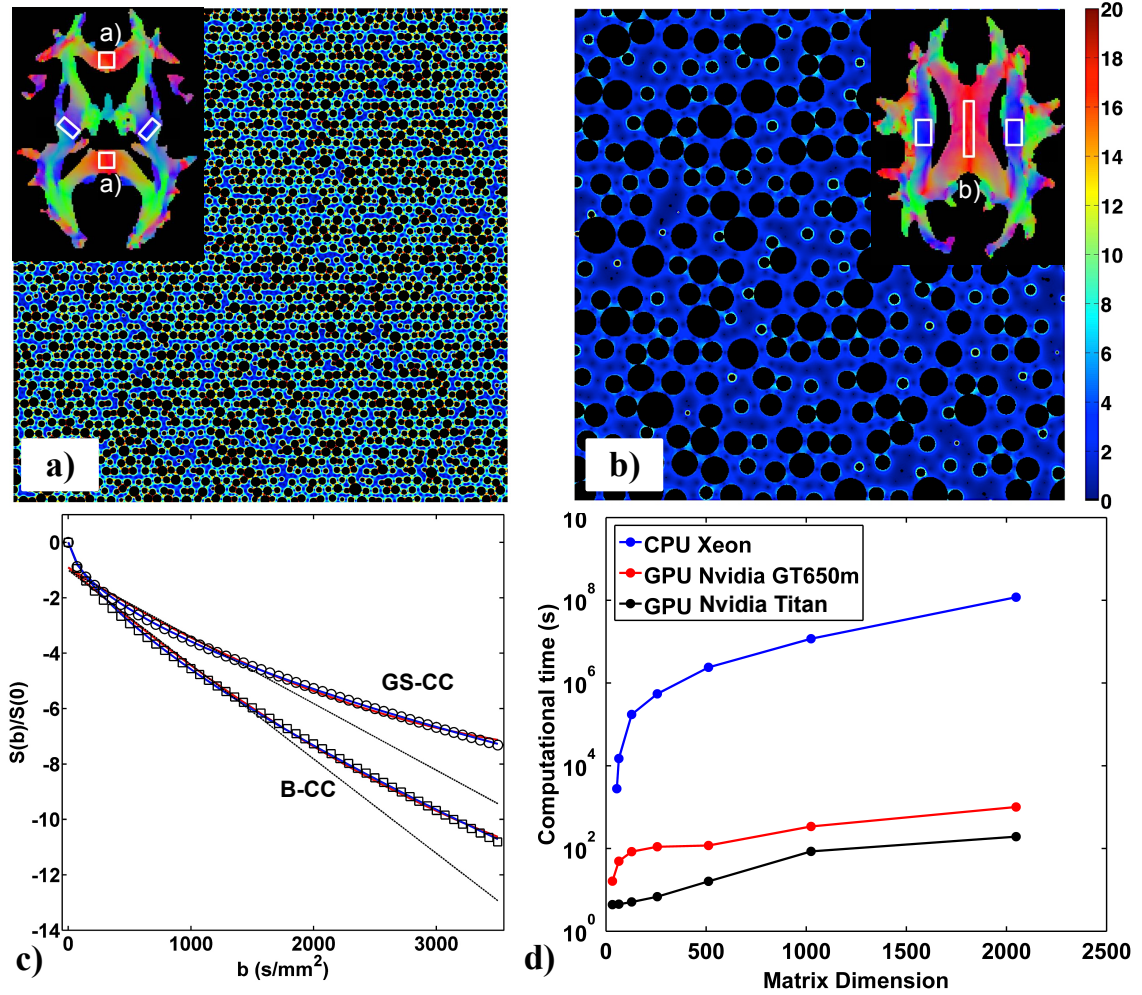 a)
a)
a)
b)
b)
20
18
16
14
12
10
8
6
4
2
0
0
-2
-4
-6
-8
-10
-12
-14
S(b)/S(0)
GS-CC
B-CC
0 1000 2000 3000
b (s/mm²)
c)
10
10⁸
10⁶
10⁴
10²
10⁰
Computational time (s)
CPU Xeon
GPU Nvidia GT650m
GPU Nvidia Titan
0 500 1000 1500 2000 2500
Matrix Dimension
d)